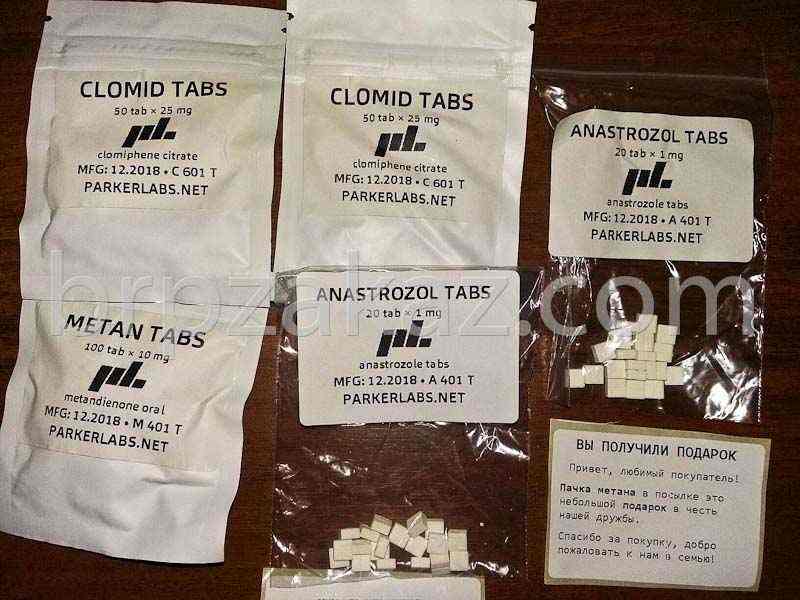 CLOMID TABS
50 tab × 25 mg
pL
clomiphene citrate
MFG: 12.2018 • C 601 T
PARKERLABS.NET
CLOMID TABS
50 tab × 25 mg
pL
clomiphene citrate
MFG: 12.2018 • C 601 T
PARKERLABS.NET
ANASTROZOL TABS
20 tab × 1 mg
pL
anastrozole tabs
MFG: 12.2018 • A 401 T
PARKERLABS.NET
hrpzakaz.com
METAN TABS
100 tab × 10 mg
pL
metandienone oral
MFG: 12.2018 • M 401 T
PARKERLABS.NET
ANASTROZOL TABS
20 tab × 1 mg
pL
anastrozole tabs
MFG: 12.2018 • A 401 T
PARKERLABS.NET
ВЫ ПОЛУЧИЛИ ПОДАРОК
Привет, любимый покупатель!
Пачка метана в посылке это
небольшой подарок в честь
нашей дружбы.
Спасибо за покупку, добро
пожаловать к нам в семью!